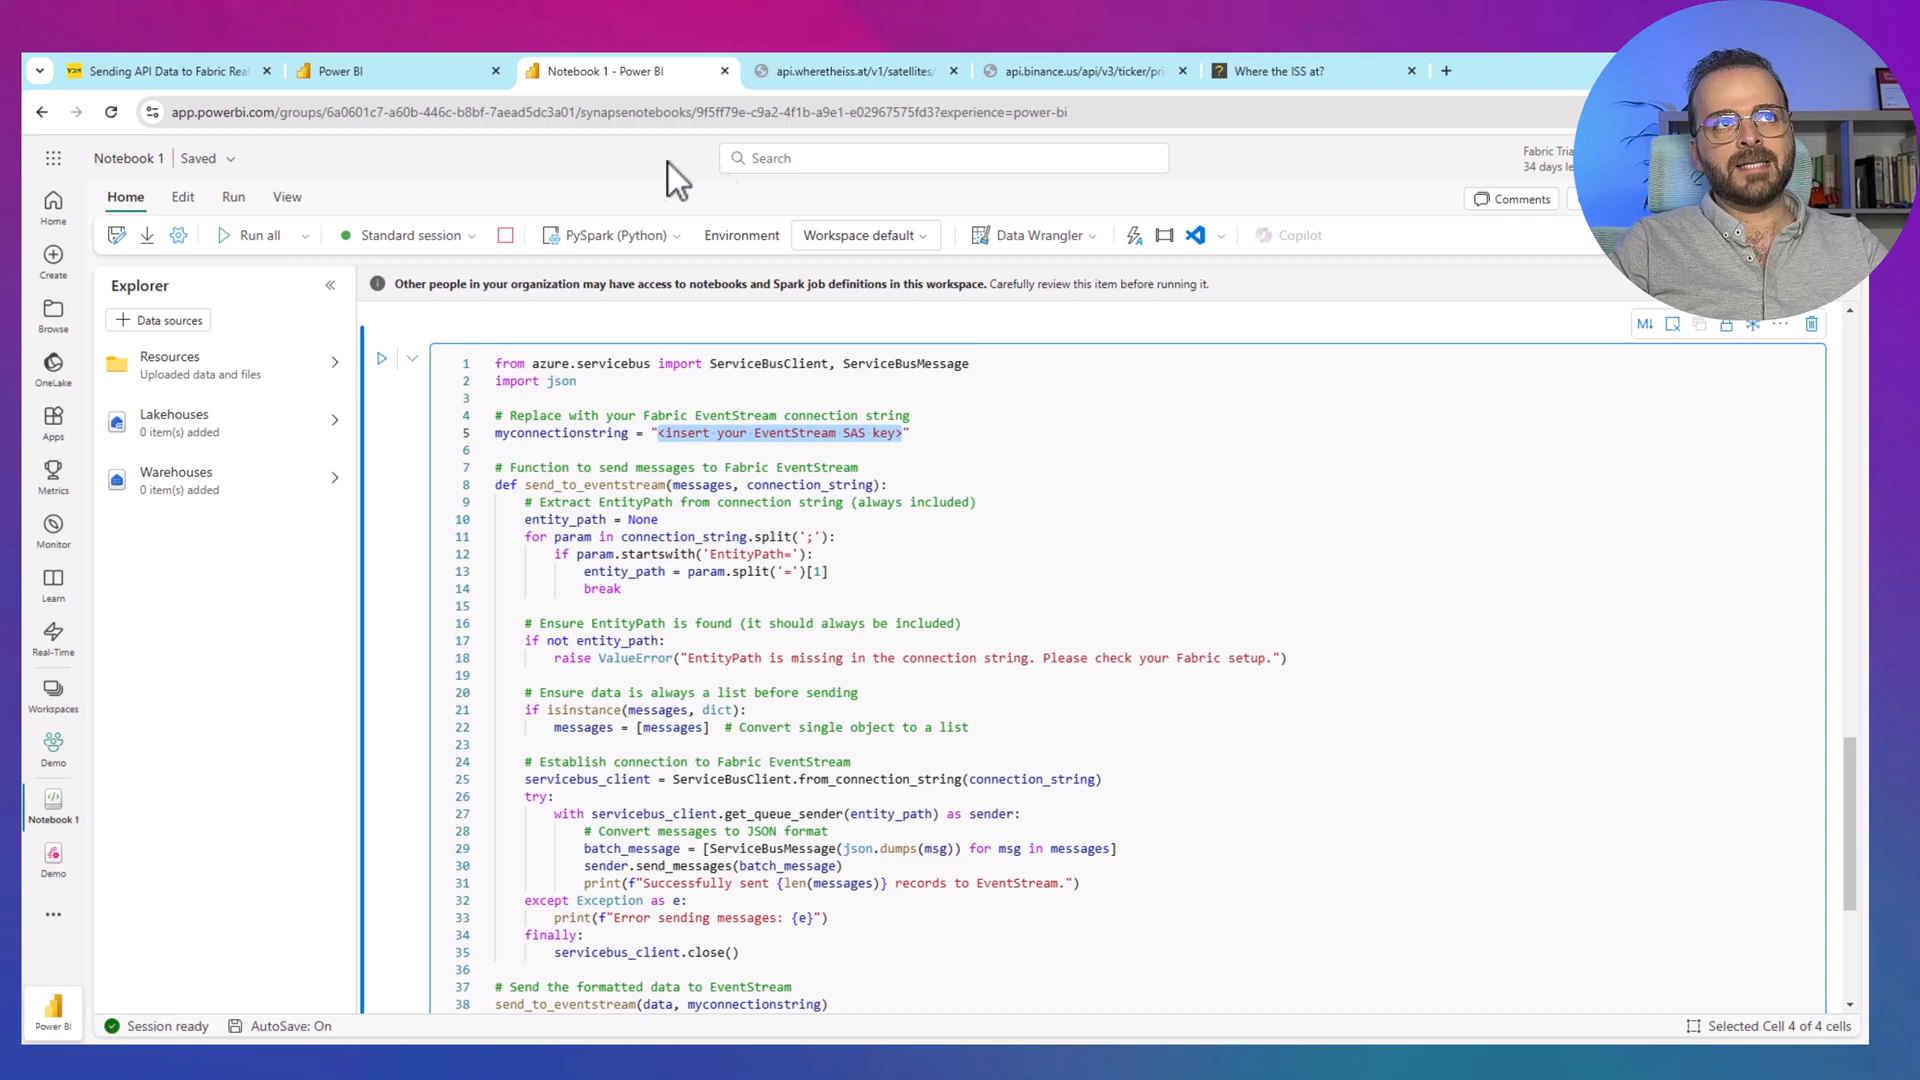 Sending API Data to Fabric Rea
Power BI
Notebook 1 - Power BI
api.wheretheiss.at/v1/satellites/
api.binance.us/api/v3/ticker/pri
Where the ISS at?
app.powerbi.com/groups/6a0601c7-a60b-446c-b8bf-7aead5dc3a01/synapsenotebooks/9f5ff79e-c9a2-4f1b-a9e1-e02967575fd3?experience=power-bi
Notebook 1
Saved
Search
Fabric Tria
34 days le
Home
Edit
Run
View
Comments
Run all
Standard session
PySpark (Python)
Environment
Workspace default
Data Wrangler
Copilot
Home
Create
Browse
OneLake
Apps
Metrics
Monitor
Learn
Real-Time
Workspaces
Demo
Notebook 1
Demo
Power BI
Explorer
Data sources
Resources
Uploaded data and files
Lakehouses
0 item(s) added
Warehouses
0 item(s) added
Other people in your organization may have access to notebooks and Spark job definitions in this workspace. Carefully review this item before running it.
M↓
1 from azure.servicebus import ServiceBusClient, ServiceBusMessage
2 import json
3
4 # Replace with your Fabric EventStream connection string
5 myconnectionstring = "<insert your EventStream SAS key>"
6
7 # Function to send messages to Fabric EventStream
8 def send_to_eventstream(messages, connection_string):
9 # Extract EntityPath from connection string (always included)
10 entity_path = None
11 for param in connection_string.split(';'):
12 if param.startswith('EntityPath='):
13 entity_path = param.split('=')[1]
14 break
15
16 # Ensure EntityPath is found (it should always be included)
17 if not entity_path:
18 raise ValueError("EntityPath is missing in the connection string. Please check your Fabric setup.")
19
20 # Ensure data is always a list before sending
21 if isinstance(messages, dict):
22 messages = [messages] # Convert single object to a list
23
24 # Establish connection to Fabric EventStream
25 servicebus_client = ServiceBusClient.from_connection_string(connection_string)
26 try:
27 with servicebus_client.get_queue_sender(entity_path) as sender:
28 # Convert messages to JSON format
29 batch_message = [ServiceBusMessage(json.dumps(msg)) for msg in messages]
30 sender.send_messages(batch_message)
31 print(f"Successfully sent {len(messages)} records to EventStream.")
32 except Exception as e:
33 print(f"Error sending messages: {e}")
34 finally:
35 servicebus_client.close()
36
37 # Send the formatted data to EventStream
38 send_to_eventstream(data, myconnectionstring)
Session ready
AutoSave: On
Selected Cell 4 of 4 cells